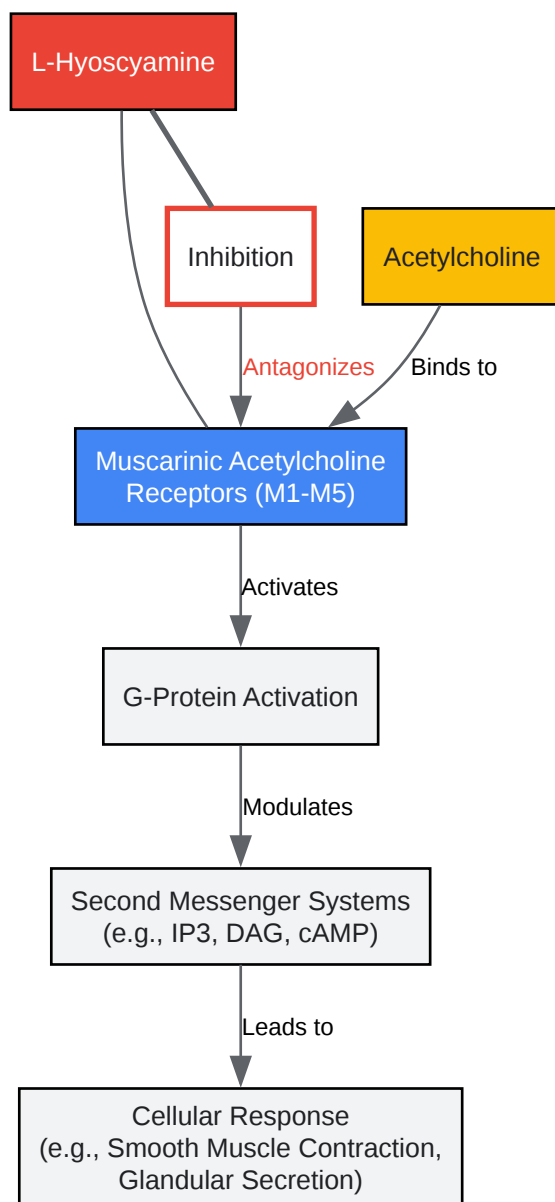 L-Hyoscyamine
Inhibition
Acetylcholine
Antagonizes
Binds to
Muscarinic Acetylcholine
Receptors (M1-M5)
Activates
G-Protein Activation
Modulates
Second Messenger Systems
(e.g., IP3, DAG, cAMP)
Leads to
Cellular Response
(e.g., Smooth Muscle Contraction,
Glandular Secretion)